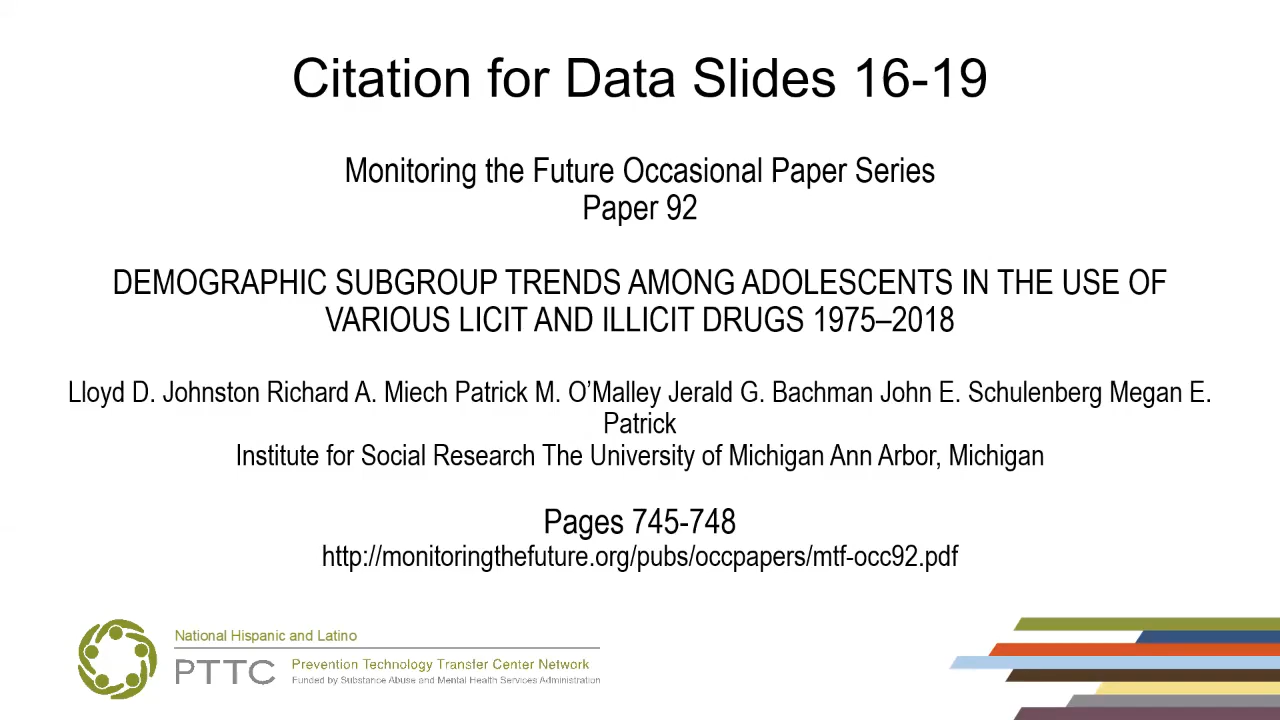 Citation for Data Slides 16-19
Monitoring the Future Occasional Paper Series
Paper 92
DEMOGRAPHIC SUBGROUP TRENDS AMONG ADOLESCENTS IN THE USE OF
VARIOUS LICIT AND ILLICIT DRUGS 1975–2018
Lloyd D. Johnston Richard A. Miech Patrick M. O’Malley Jerald G. Bachman John E. Schulenberg Megan E.
Patrick
Institute for Social Research The University of Michigan Ann Arbor, Michigan
Pages 745-748
http://monitoringthefuture.org/pubs/occpapers/mtf-occ92.pdf
National Hispanic and Latino
PTTC
Prevention Technology Transfer Center Network
Funded by Substance Abuse and Mental Health Services Administration